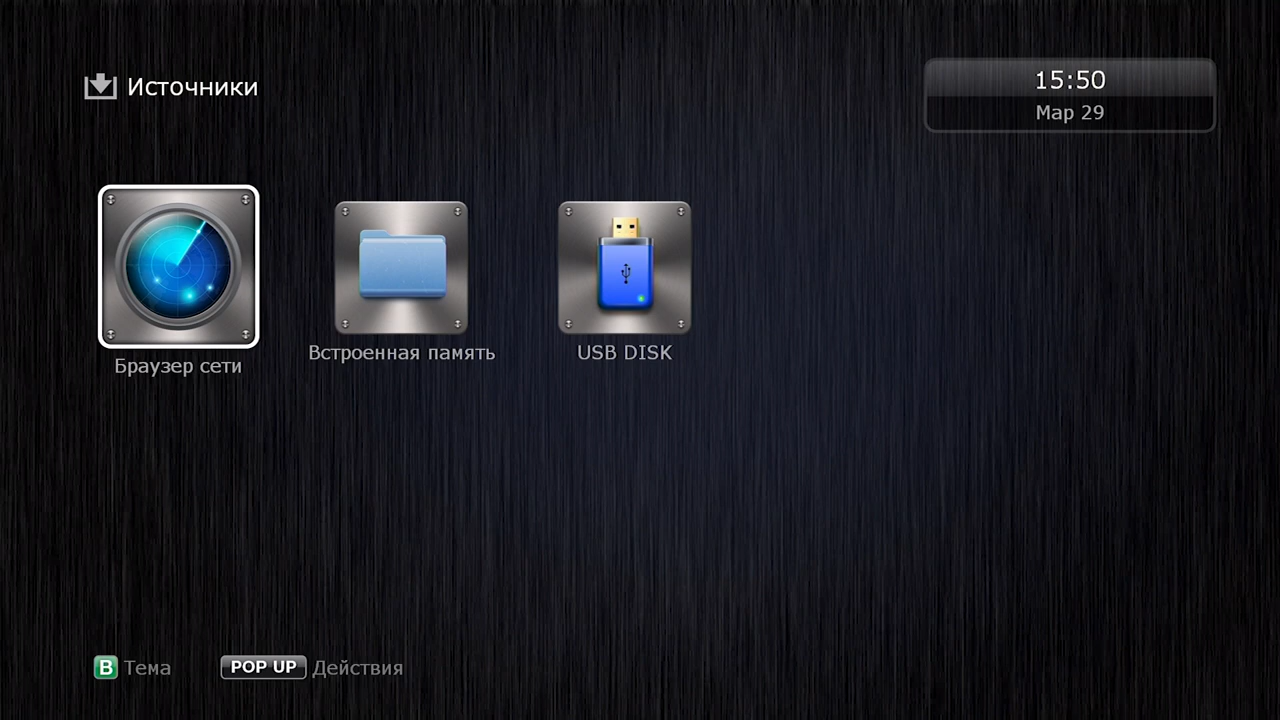 Источники
15:50
Мар 29
Браузер сети
Встроенная память
USB DISK
B Тема
POP UP Действия